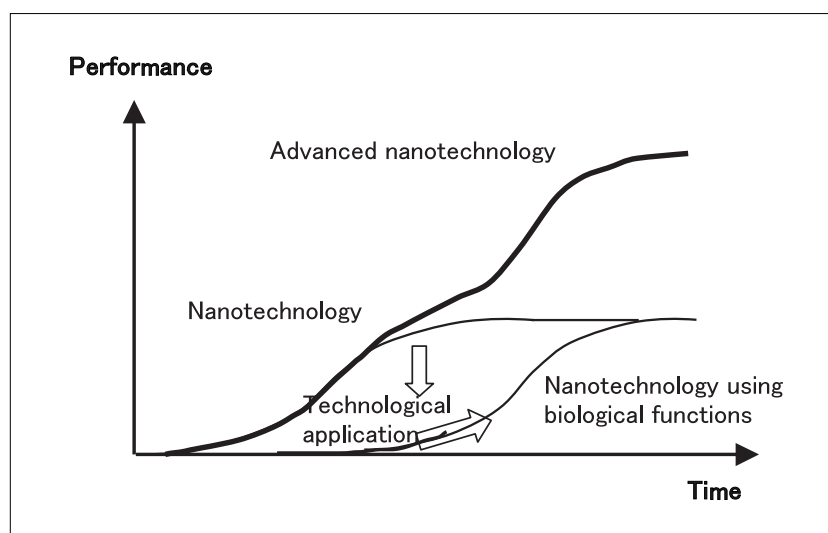 Performance
Advanced nanotechnology
Nanotechnology
Technological
application
Nanotechnology using
biological functions
Time